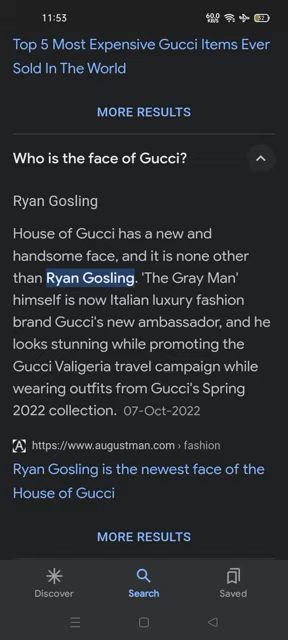 11:53
60.0
KB/s
Top 5 Most Expensive Gucci Items Ever
Sold In The World
MORE RESULTS
Who is the face of Gucci?
Ryan Gosling
House of Gucci has a new and
handsome face, and it is none other
than Ryan Gosling. 'The Gray Man'
himself is now Italian luxury fashion
brand Gucci's new ambassador, and he
looks stunning while promoting the
Gucci Valigeria travel campaign while
wearing outfits from Gucci's Spring
2022 collection. 07-Oct-2022
https://www.augustman.com › fashion
Ryan Gosling is the newest face of the
House of Gucci
MORE RESULTS
Discover Search Saved